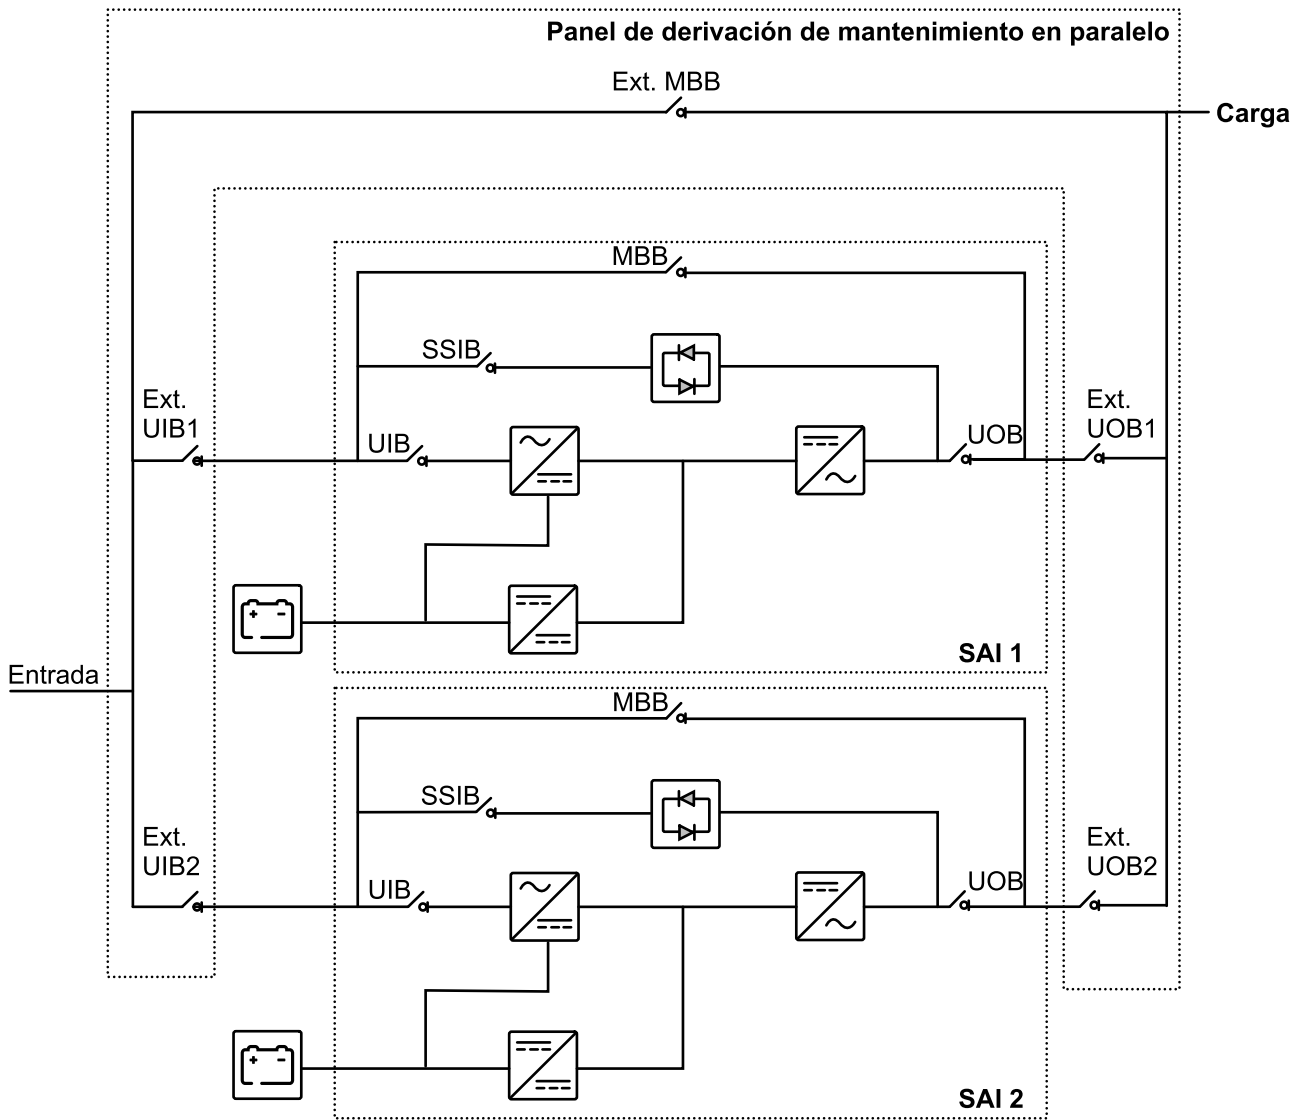 Panel de derivación de mantenimiento en paralelo
Ext. MBB
Carga
MBB
SSIB
Ext.
UIB1
UIB
UOB
Ext.
UOB1
SAI 1
Entrada
MBB
SSIB
Ext.
UIB2
UIB
UOB
Ext.
UOB2
SAI 2